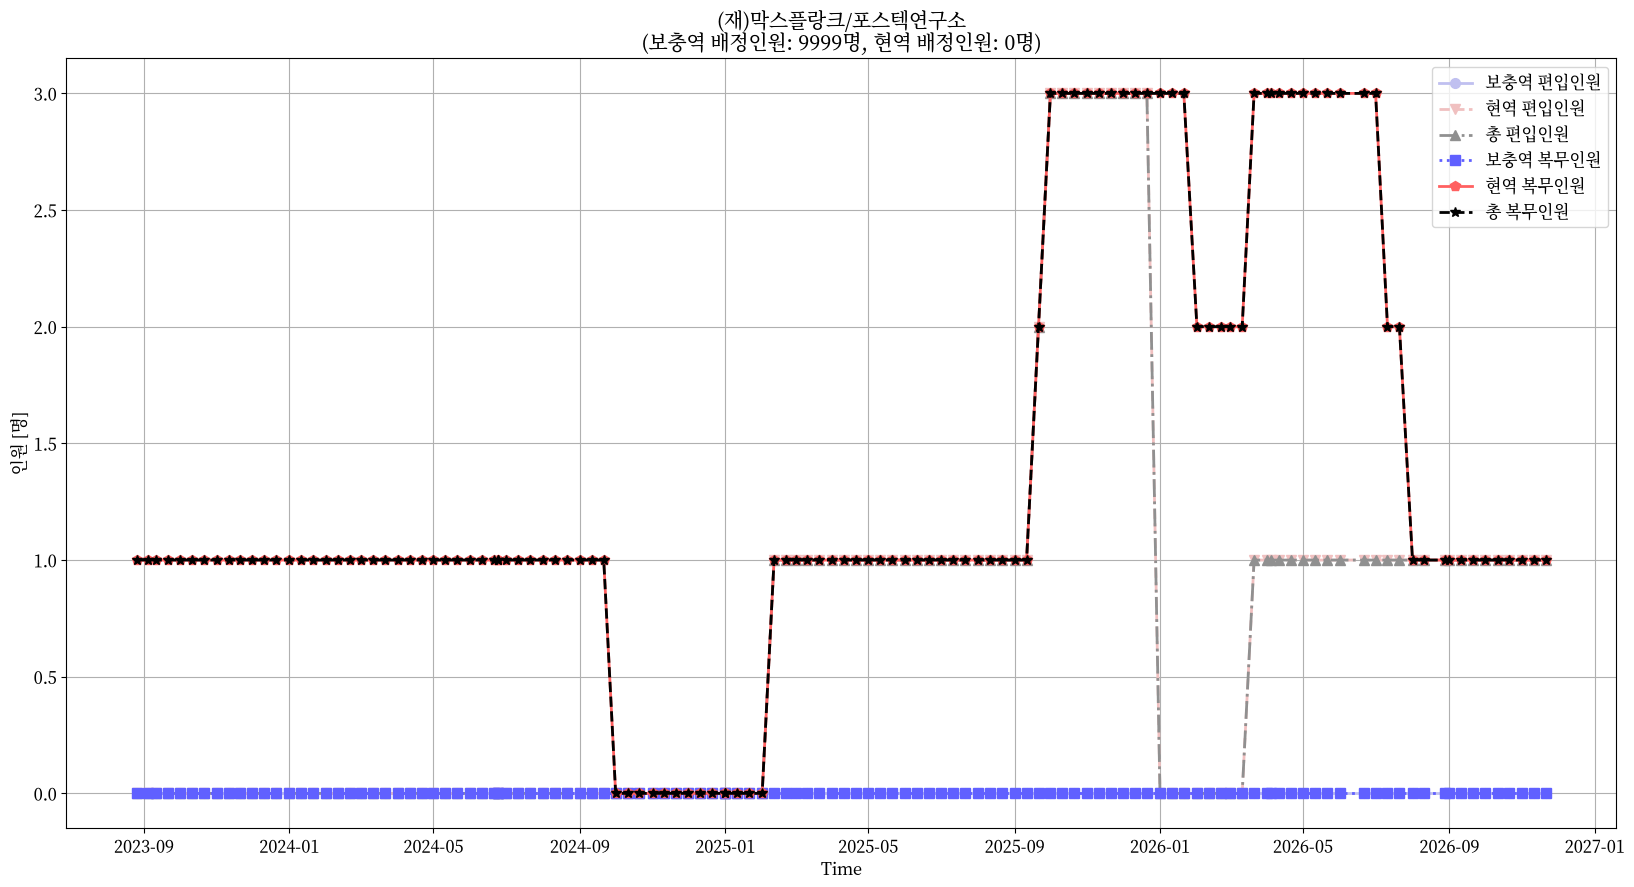 (재)막스플랑크/포스텍연구소
(보충역 배정인원: 9999명, 현역 배정인원: 0명)
보충역 편입인원
현역 편입인원
총 편입인원
보충역 복무인원
현역 복무인원
총 복무인원
인원 [명]
3.0
2.5
2.0
1.5
1.0
0.5
0.0
2023-09
2024-01
2024-05
2024-09
2025-01
2025-05
2025-09
2026-01
2026-05
2026-09
2027-01
Time